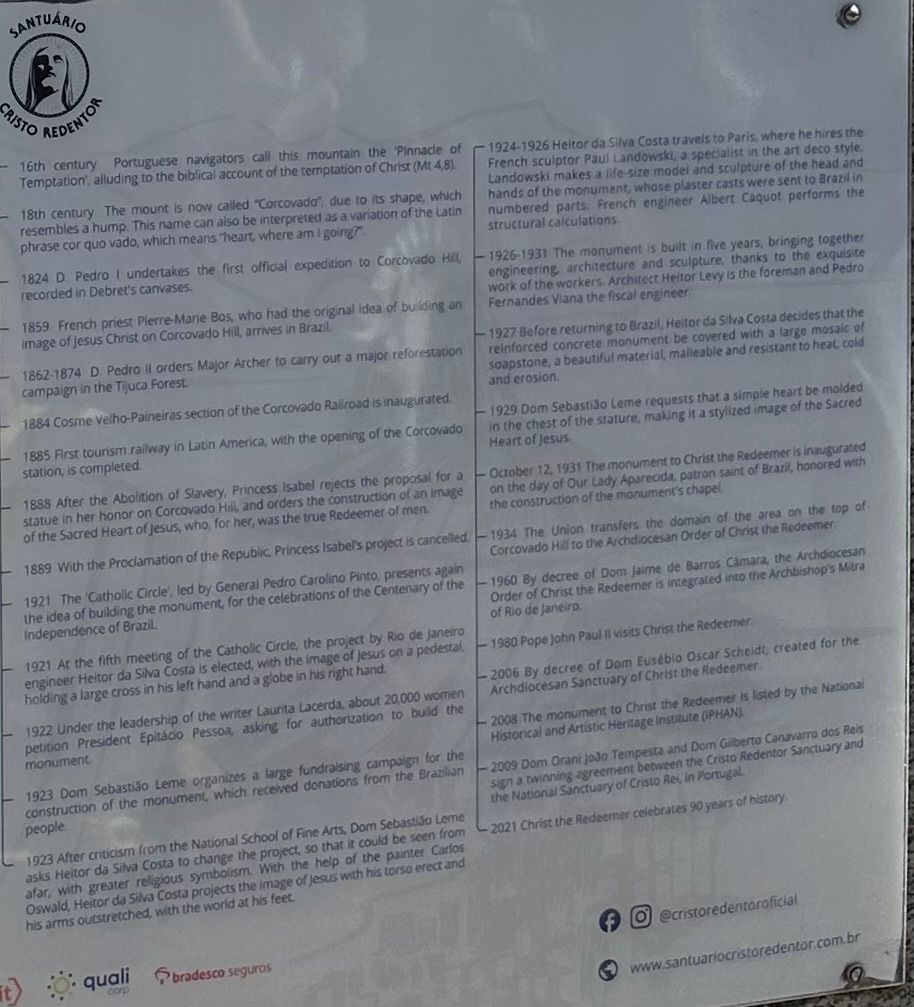 SANTUÁRIO
CRISTO REDENTOR
16th century Portuguese navigators call this mountain the 'Pinnacle of
Temptation', alluding to the biblical account of the temptation of Christ (Mt 4,8).
18th century The mount is now called "Corcovado", due to its shape, which
resembles a hump. This name can also be interpreted as a variation of the Latin
phrase cor quo vado, which means "heart, where am I going?".
1824 D. Pedro I undertakes the first official expedition to Corcovado Hill,
recorded in Debret's canvases.
1859 French priest Pierre-Marie Bos, who had the original idea of building an
image of Jesus Christ on Corcovado Hill, arrives in Brazil.
1862-1874 D. Pedro II orders Major Archer to carry out a major reforestation
campaign in the Tijuca Forest.
1884 Cosme Velho-Paineiras section of the Corcovado Railroad is inaugurated.
1885 First tourism railway in Latin America, with the opening of the Corcovado
station, is completed.
1888 After the Abolition of Slavery, Princess Isabel rejects the proposal for a
statue in her honor on Corcovado Hill, and orders the construction of an image
of the Sacred Heart of Jesus, who, for her, was the true Redeemer of men.
1889 With the Proclamation of the Republic, Princess Isabel's project is cancelled.
1921 The 'Catholic Circle', led by General Pedro Carolino Pinto, presents again
the idea of building the monument, for the celebrations of the Centenary of the
Independence of Brazil.
1921 At the fifth meeting of the Catholic Circle, the project by Rio de Janeiro
engineer Heitor da Silva Costa is elected, with the image of Jesus on a pedestal,
holding a large cross in his left hand and a globe in his right hand.
1922 Under the leadership of the writer Laurita Lacerda, about 20,000 women
petition President Epitácio Pessoa, asking for authorization to build the
monument.
1923 Dom Sebastião Leme organizes a large fundraising campaign for the
construction of the monument, which received donations from the Brazilian
people.
1923 After criticism from the National School of Fine Arts, Dom Sebastião Leme
asks Heitor da Silva Costa to change the project, so that it could be seen from
afar, with greater religious symbolism. With the help of the painter Carlos
Oswald, Heitor da Silva Costa projects the image of Jesus with his torso erect and
his arms outstretched, with the world at his feet.
1924-1926 Heitor da Silva Costa travels to Paris, where he hires the
French sculptor Paul Landowski, a specialist in the art deco style.
Landowski makes a life-size model and sculpture of the head and
hands of the monument, whose plaster casts were sent to Brazil in
numbered parts. French engineer Albert Caquot performs the
structural calculations.
1926-1931 The monument is built in five years, bringing together
engineering, architecture and sculpture, thanks to the exquisite
work of the workers. Architect Heitor Levy is the foreman and Pedro
Fernandes Viana the fiscal engineer.
1927 Before returning to Brazil, Heitor da Silva Costa decides that the
reinforced concrete monument be covered with a large mosaic of
soapstone, a beautiful material, malleable and resistant to heat, cold
and erosion.
1929 Dom Sebastião Leme requests that a simple heart be molded
in the chest of the stature, making it a stylized image of the Sacred
Heart of Jesus.
October 12, 1931 The monument to Christ the Redeemer is inaugurated
on the day of Our Lady Aparecida, patron saint of Brazil, honored with
the construction of the monument's chapel.
1934 The Union transfers the domain of the area on the top of
Corcovado Hill to the Archdiocesan Order of Christ the Redeemer.
1960 By decree of Dom Jaime de Barros Câmara, the Archdiocesan
Order of Christ the Redeemer is integrated into the Archbishop's Mitra
of Rio de Janeiro.
1980 Pope John Paul II visits Christ the Redeemer.
2006 By decree of Dom Eusébio Oscar Scheidt, created for the
Archdiocesan Sanctuary of Christ the Redeemer.
2008 The monument to Christ the Redeemer is listed by the National
Historical and Artistic Heritage Institute (IPHAN).
2009 Dom Orani João Tempesta and Dom Gilberto Canavarro dos Reis
sign a twinning agreement between the Cristo Redentor Sanctuary and
the National Sanctuary of Cristo Rei, in Portugal.
2021 Christ the Redeemer celebrates 90 years of history.
@cristoredentoroficial
www.santuariocristoredentor.com.br
quali
corp
bradesco seguros